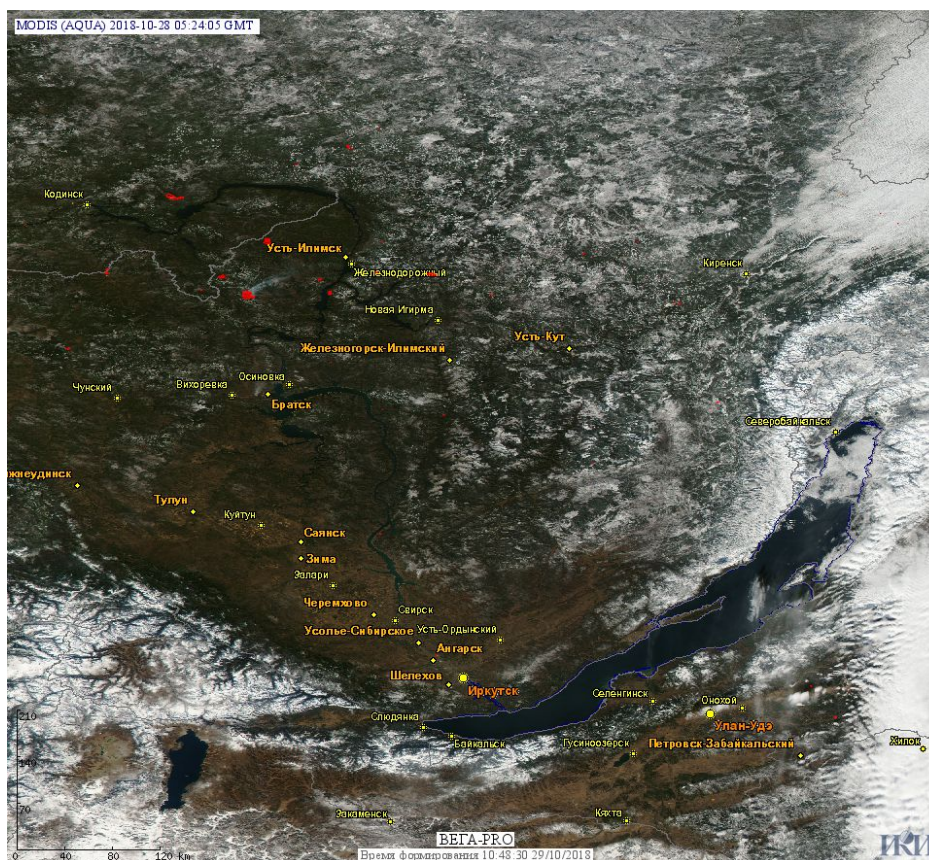 MODIS (AQUA) 2018-10-28 05:24:05 GMT
Кодинск
Усть-Илимск
Железнодорожный
Киренск
Новая Игирма
Усть-Кут
Железногорск-Илимский
Осиновка
Чунский
Вихоревка
Братск
Северобайкальск
жнеудинск
Тулун
Куйтун
Саянск
Зима
Залари
Черемхово
Свирск
Усолье-Сибирское
Усть-Ордынский
Ангарск
Шелехов
Иркутск
Селенгинск
Онохой
Слюдянка
Улан-Удэ
Байкальск
Гусиноозёрск
Петровск-Забайкальский
Хилок
210
140
70
Закаменск
Кяхта
ВЕГА-PRO
ИКИ
0 40 80 120 км
Время формирования 10:48:30 29/10/2018